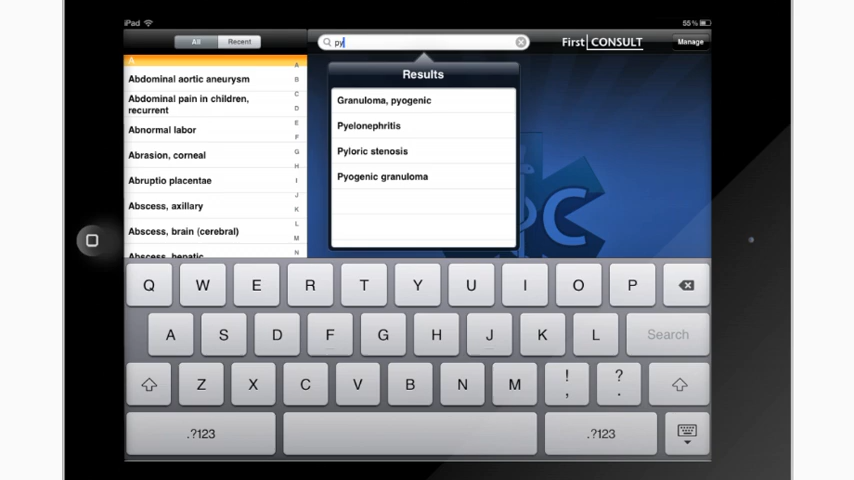 iPad
55%
All
Recent
py
First CONSULT
Manage
A
Abdominal aortic aneurysm
Abdominal pain in children,
recurrent
Abnormal labor
Abrasion, corneal
Abruptio placentae
Abscess, axillary
Abscess, brain (cerebral)
Abscess, hepatic
A
B
C
D
E
F
G
H
I
J
K
L
M
N
Results
Granuloma, pyogenic
Pyelonephritis
Pyloric stenosis
Pyogenic granuloma
Q W E R T Y U I O P
A S D F G H J K L Search
Z X C V B N M ! , ? .
.?123 .?123